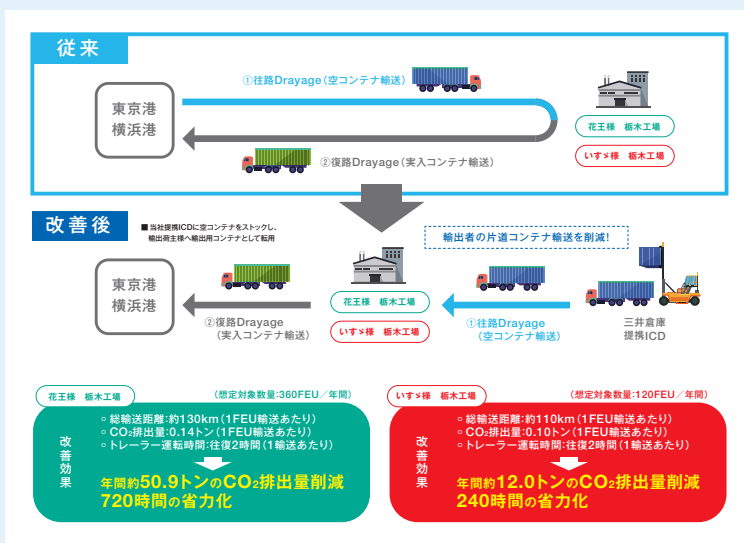 従来
①往路Drayage（空コンテナ輸送）
東京港
横浜港
花王様　栃木工場
いすゞ様　栃木工場
②復路Drayage（実入コンテナ輸送）
改善後
■ 当社提携ICDに空コンテナをストックし、
輸出荷主様へ輸出用コンテナとして転用
輸出者の片道コンテナ輸送を削減！
東京港
横浜港
②復路Drayage
（実入コンテナ輸送）
花王様　栃木工場
いすゞ様　栃木工場
①往路Drayage
（空コンテナ輸送）
三井倉庫
提携ICD
花王様　栃木工場
（想定対象数量：360FEU／年間）
改善効果
○ 総輸送距離：約130km（1FEU輸送あたり）
○ CO₂排出量：0.14トン（1FEU輸送あたり）
○ トレーラー運転時間：往復2時間（1輸送あたり）
年間約50.9トンのCO₂排出量削減
720時間の省力化
いすゞ様　栃木工場
（想定対象数量：120FEU／年間）
改善効果
○ 総輸送距離：約110km（1FEU輸送あたり）
○ CO₂排出量：0.10トン（1FEU輸送あたり）
○ トレーラー運転時間：往復2時間（1輸送あたり）
年間約12.0トンのCO₂排出量削減
240時間の省力化